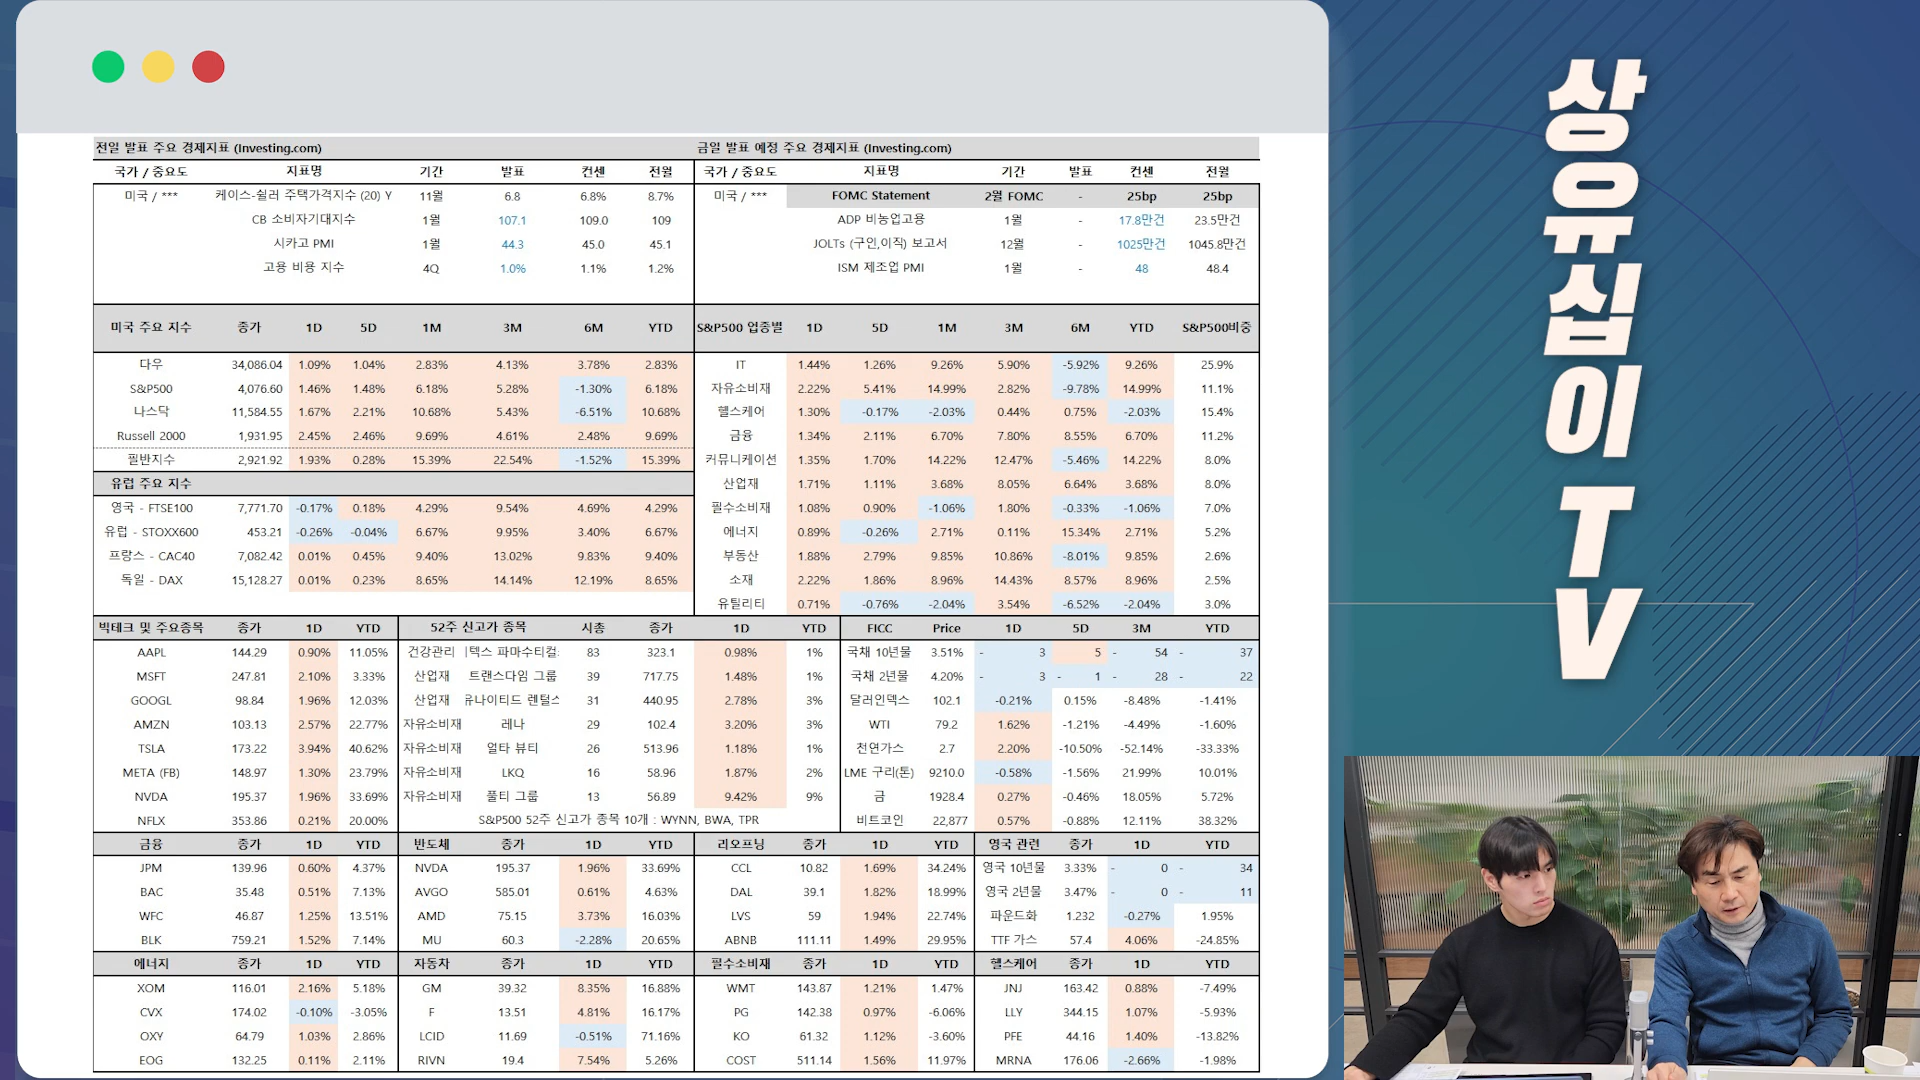 상유십이 TV
전일 발표 주요 경제지표 (Investing.com)
국가 / 중요도 지표명 기간 발표 컨센 전월
미국 / *** 케이스-쉴러 주택가격지수 (20) Y 11월 6.8 6.8% 8.7%
CB 소비자기대지수 1월 107.1 109.0 109
시카고 PMI 1월 44.3 45.0 45.1
고용 비용 지수 4Q 1.0% 1.1% 1.2%
금일 발표 예정 주요 경제지표 (Investing.com)
국가 / 중요도 지표명 기간 발표 컨센 전월
미국 / *** FOMC Statement 2월 FOMC - 25bp 25bp
ADP 비농업고용 1월 - 17.8만건 23.5만건
JOLTs (구인,이직) 보고서 12월 - 1025만건 1045.8만건
ISM 제조업 PMI 1월 - 48 48.4
미국 주요 지수 종가 1D 5D 1M 3M 6M YTD
다우 34,086.04 1.09% 1.04% 2.83% 4.13% 3.78% 2.83%
S&P500 4,076.60 1.46% 1.48% 6.18% 5.28% -1.30% 6.18%
나스닥 11,584.55 1.67% 2.21% 10.68% 5.43% -6.51% 10.68%
Russell 2000 1,931.95 2.45% 2.46% 9.69% 4.61% 2.48% 9.69%
필반지수 2,921.92 1.93% 0.28% 15.39% 22.54% -1.52% 15.39%
유럽 주요 지수
영국 - FTSE100 7,771.70 -0.17% 0.18% 4.29% 9.54% 4.69% 4.29%
유럽 - STOXX600 453.21 -0.26% -0.04% 6.67% 9.95% 3.40% 6.67%
프랑스 - CAC40 7,082.42 0.01% 0.45% 9.40% 13.02% 9.83% 9.40%
독일 - DAX 15,128.27 0.01% 0.23% 8.65% 14.14% 12.19% 8.65%
S&P500 업종별 1D 5D 1M 3M 6M YTD S&P500비중
IT 1.44% 1.26% 9.26% 5.90% -5.92% 9.26% 25.9%
자유소비재 2.22% 5.41% 14.99% 2.82% -9.78% 14.99% 11.1%
헬스케어 1.30% -0.17% -2.03% 0.44% 0.75% -2.03% 15.4%
금융 1.34% 2.11% 6.70% 7.80% 8.55% 6.70% 11.2%
커뮤니케이션 1.35% 1.70% 14.22% 12.47% -5.46% 14.22% 8.0%
산업재 1.71% 1.11% 3.68% 8.05% 6.64% 3.68% 8.0%
필수소비재 1.08% 0.90% -1.06% 1.80% -0.33% -1.06% 7.0%
에너지 0.89% -0.26% 2.71% 0.11% 15.34% 2.71% 5.2%
부동산 1.88% 2.79% 9.85% 10.86% -8.01% 9.85% 2.6%
소재 2.22% 1.86% 8.96% 14.43% 8.57% 8.96% 2.5%
유틸리티 0.71% -0.76% -2.04% 3.54% -6.52% -2.04% 3.0%
빅테크 및 주요종목 종가 1D YTD
AAPL 144.29 0.90% 11.05%
MSFT 247.81 2.10% 3.33%
GOOGL 98.84 1.96% 12.03%
AMZN 103.13 2.57% 22.77%
TSLA 173.22 3.94% 40.62%
META (FB) 148.97 1.30% 23.79%
NVDA 195.37 1.96% 33.69%
NFLX 353.86 0.21% 20.00%
52주 신고가 종목 시총 종가 1D YTD
건강관리 텍스 파마수티컬 83 323.1 0.98% 1%
산업재 트랜스다임 그룹 39 717.75 1.48% 1%
산업재 유나이티드 렌털스 31 440.95 2.78% 3%
자유소비재 레나 29 102.4 3.20% 3%
자유소비재 얼타 뷰티 26 513.96 1.18% 1%
자유소비재 LKQ 16 58.96 1.87% 2%
자유소비재 풀티 그룹 13 56.89 9.42% 9%
S&P500 52주 신고가 종목 10개 : WYNN, BWA, TPR
FICC Price 1D 5D 3M YTD
국채 10년물 3.51% - 3 5 - 54 - 37
국채 2년물 4.20% - 3 - 1 - 28 - 22
달러인덱스 102.1 -0.21% 0.15% -8.48% -1.41%
WTI 79.2 1.62% -1.21% -4.49% -1.60%
천연가스 2.7 2.20% -10.50% -52.14% -33.33%
LME 구리(톤) 9210.0 -0.58% -1.56% 21.99% 10.01%
금 1928.4 0.27% -0.46% 18.05% 5.72%
비트코인 22,877 0.57% -0.88% 12.11% 38.32%
금융 종가 1D YTD
JPM 139.96 0.60% 4.37%
BAC 35.48 0.51% 7.13%
WFC 46.87 1.25% 13.51%
BLK 759.21 1.52% 7.14%
반도체 종가 1D YTD
NVDA 195.37 1.96% 33.69%
AVGO 585.01 0.61% 4.63%
AMD 75.15 3.73% 16.03%
MU 60.3 -2.28% 20.65%
리오프닝 종가 1D YTD
CCL 10.82 1.69% 34.24%
DAL 39.1 1.82% 18.99%
LVS 59 1.94% 22.74%
ABNB 111.11 1.49% 29.95%
영국 관련 종가 1D YTD
영국 10년물 3.33% - 0 - 34
영국 2년물 3.47% - 0 - 11
파운드화 1.232 -0.27% 1.95%
TTF 가스 57.4 4.06% -24.85%
에너지 종가 1D YTD
XOM 116.01 2.16% 5.18%
CVX 174.02 -0.10% -3.05%
OXY 64.79 1.03% 2.86%
EOG 132.25 0.11% 2.11%
자동차 종가 1D YTD
GM 39.32 8.35% 16.88%
F 13.51 4.81% 16.17%
LCID 11.69 -0.51% 71.16%
RIVN 19.4 7.54% 5.26%
필수소비재 종가 1D YTD
WMT 143.87 1.21% 1.47%
PG 142.38 0.97% -6.06%
KO 61.32 1.12% -3.60%
COST 511.14 1.56% 11.97%
헬스케어 종가 1D YTD
JNJ 163.42 0.88% -7.49%
LLY 344.15 1.07% -5.93%
PFE 44.16 1.40% -13.82%
MRNA 176.06 -2.66% -1.98%